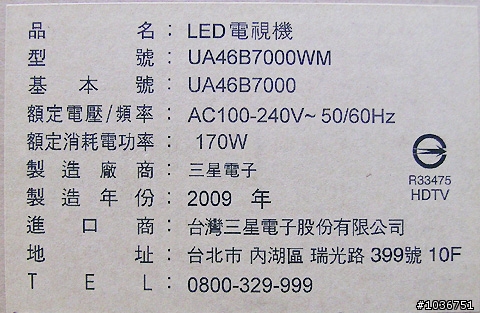 品名：LED電視機
型號：UA46B7000WM
基本號：UA46B7000
額定電壓/頻率：AC100-240V~ 50/60Hz
額定消耗電功率：170W
製造廠商：三星電子
製造年份：2009 年
進口商：台灣三星電子股份有限公司
地址：台北市 內湖區 瑞光路 399號 10F
TEL：0800-329-999
R33475
HDTV
#1036751